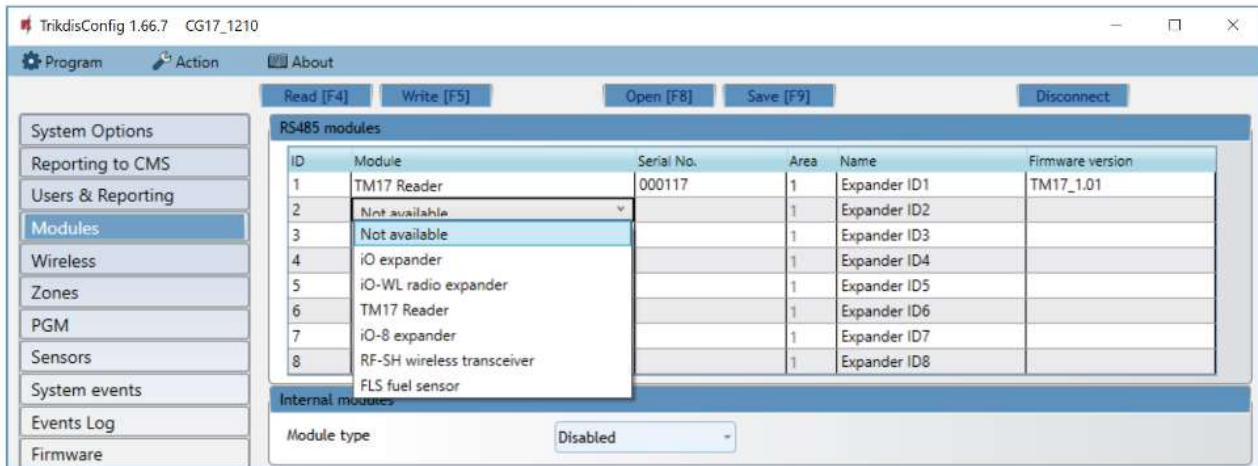 TrikdisConfig 1.66.7 CG17_1210
Program Action About
Read [F4] Write [F5] Open [F8] Save [F9] Disconnect
System Options
Reporting to CMS
Users & Reporting
Modules
Wireless
Zones
PGM
Sensors
System events
Events Log
Firmware
RS485 modules
ID Module Serial No. Area Name Firmware version
1 TM17 Reader 000117 1 Expander ID1 TM17_1.01
2 Not available 1 Expander ID2
3 1 Expander ID3
4 1 Expander ID4
5 1 Expander ID5
6 1 Expander ID6
7 1 Expander ID7
8 1 Expander ID8
Not available
iO expander
iO-WL radio expander
TM17 Reader
iO-8 expander
RF-SH wireless transceiver
FLS fuel sensor
Internal modules
Module type Disabled